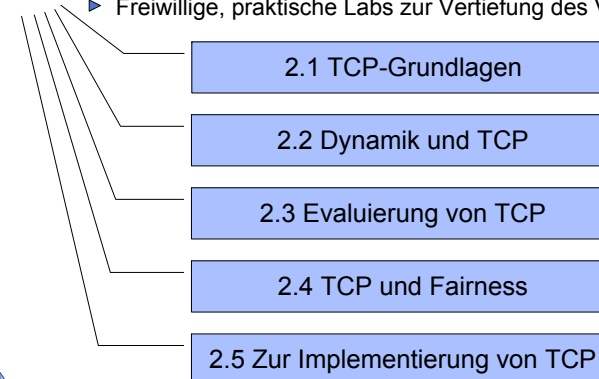 Freiwillige, praktische Labs zur Vertiefung des
2.1 TCP-Grundlagen
2.2 Dynamik und TCP
2.3 Evaluierung von TCP
2.4 TCP und Fairness
2.5 Zur Implementierung von TCP